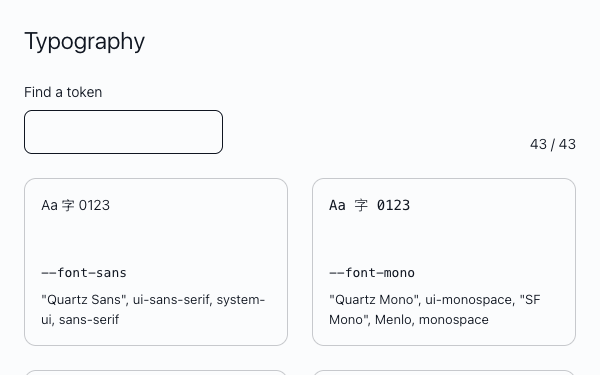 Typography
Find a token
43 / 43
Aa 字 0123
--font-sans
"Quartz Sans", ui-sans-serif, system-
ui, sans-serif
Aa 字 0123
--font-mono
"Quartz Mono", ui-monospace, "SF
Mono", Menlo, monospace